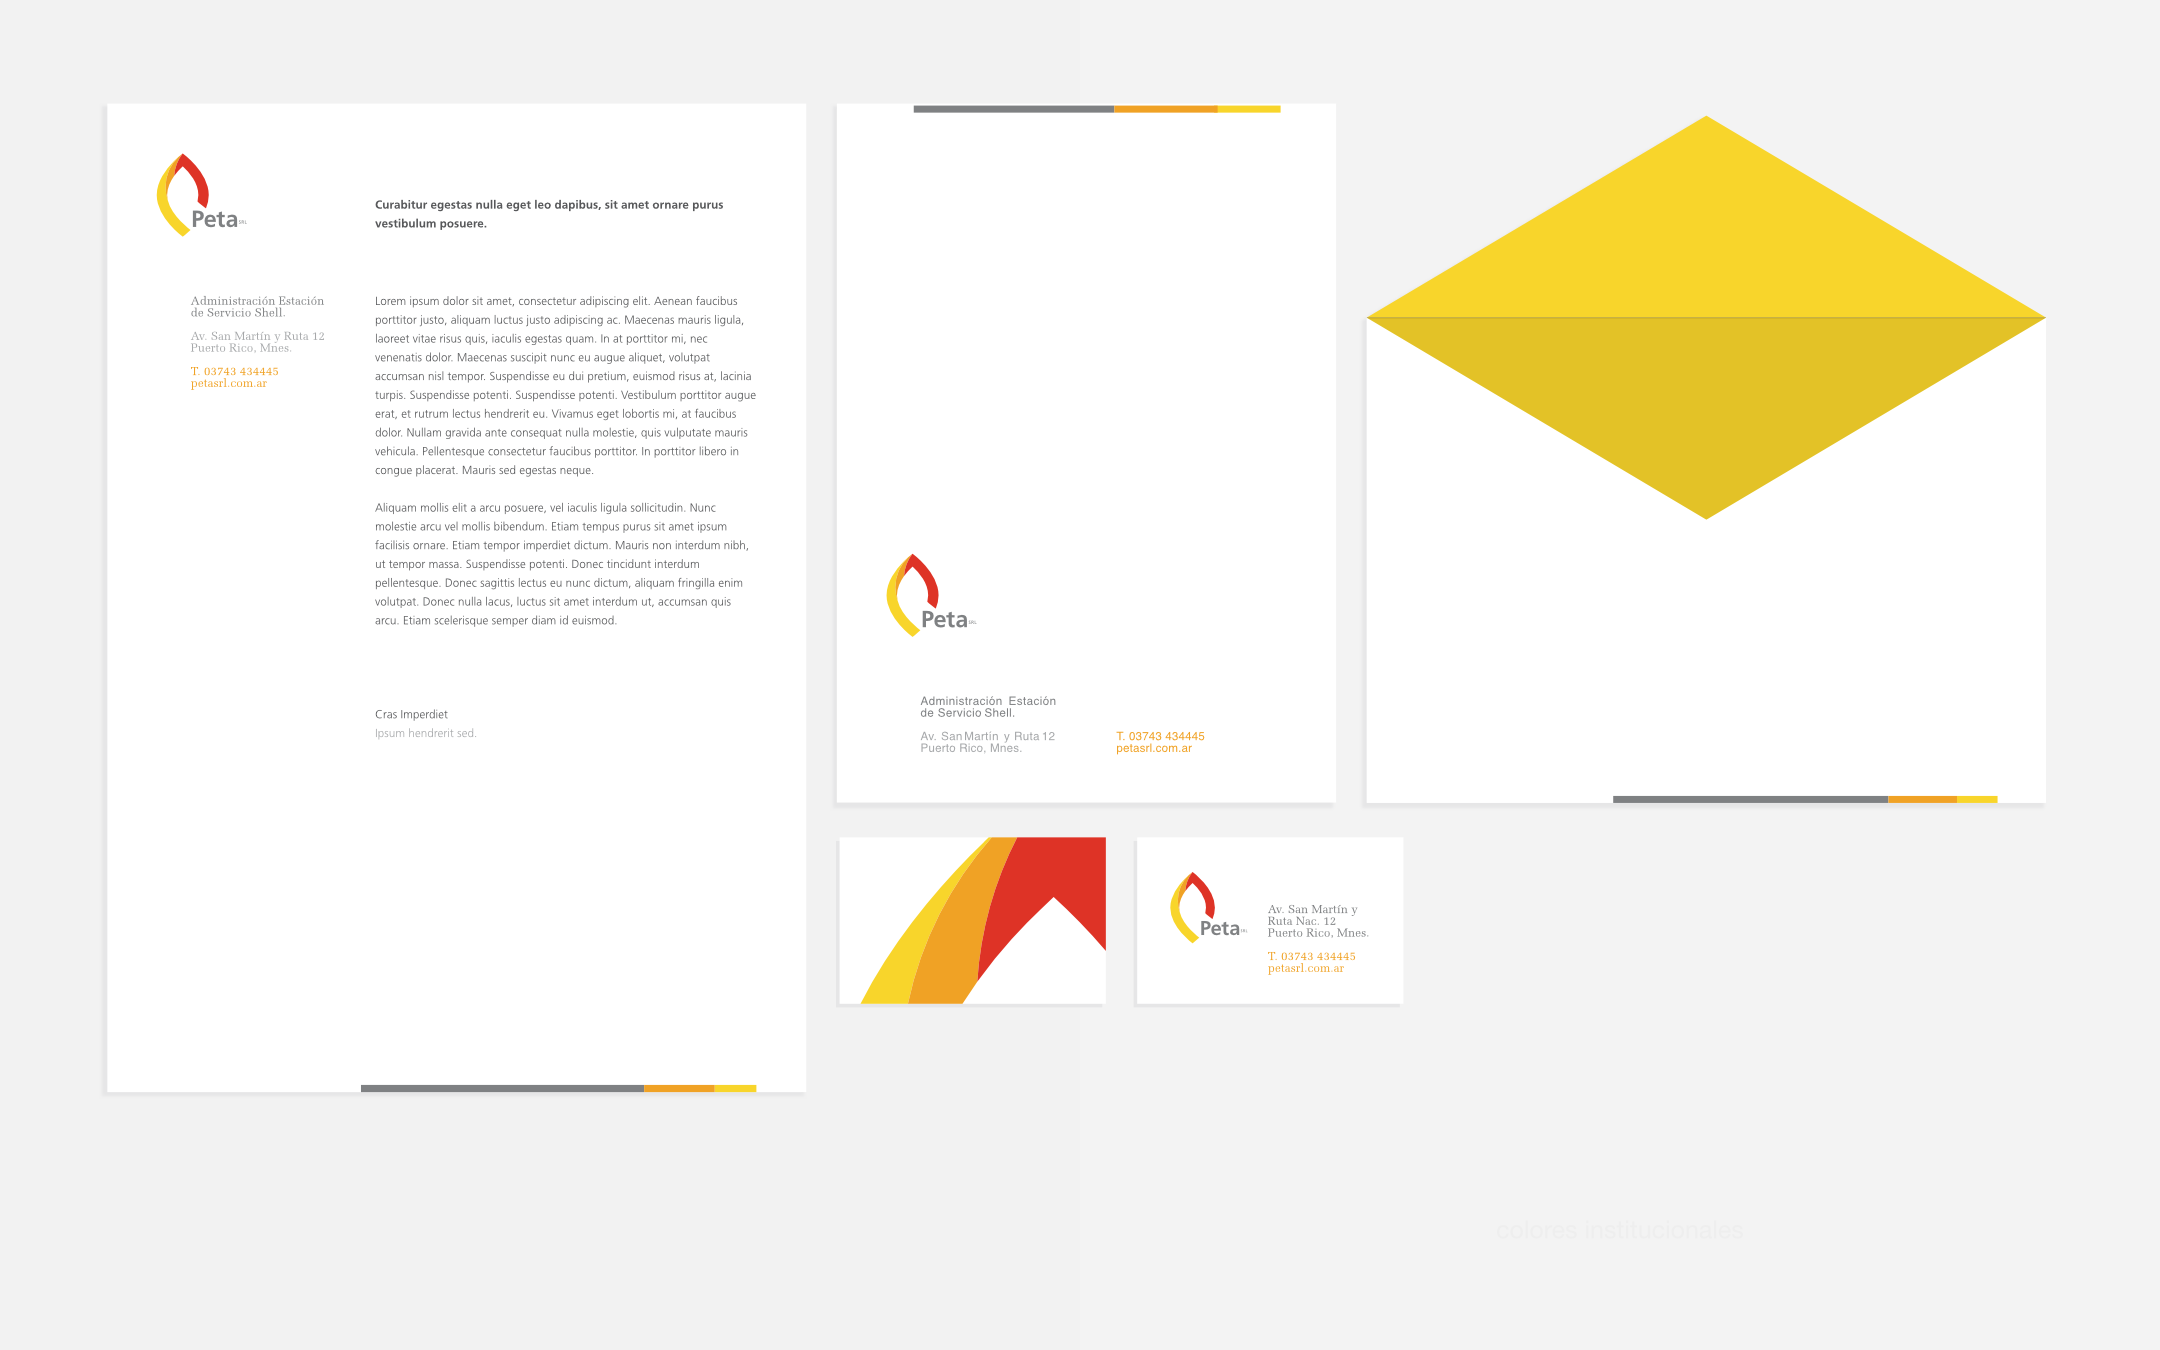 Peta SRL
Curabitur egestas nulla eget leo dapibus, sit amet ornare purus
vestibulum posuere.
Administración Estación
de Servicio Shell.
Av. San Martín y Ruta 12
Puerto Rico, Mnes.
T. 03743 434445
petasrl.com.ar
Lorem ipsum dolor sit amet, consectetur adipiscing elit. Aenean faucibus
porttitor justo, aliquam luctus justo adipiscing ac. Maecenas mauris ligula,
laoreet vitae risus quis, iaculis egestas quam. In at porttitor mi, nec
venenatis dolor. Maecenas suscipit nunc eu augue aliquet, volutpat
accumsan nisl tempor. Suspendisse eu dui pretium, euismod risus at, lacinia
turpis. Suspendisse potenti. Suspendisse potenti. Vestibulum porttitor augue
erat, et rutrum lectus hendrerit eu. Vivamus eget lobortis mi, at faucibus
dolor. Nullam gravida ante consequat nulla molestie, quis vulputate mauris
vehicula. Pellentesque consectetur faucibus porttitor. In porttitor libero in
congue placerat. Mauris sed egestas neque.
Aliquam mollis elit a arcu posuere, vel iaculis ligula sollicitudin. Nunc
molestie arcu vel mollis bibendum. Etiam tempus purus sit amet ipsum
facilisis ornare. Etiam tempor imperdiet dictum. Mauris non interdum nibh,
ut tempor massa. Suspendisse potenti. Donec tincidunt interdum
pellentesque. Donec sagittis lectus eu nunc dictum, aliquam fringilla enim
volutpat. Donec nulla lacus, luctus sit amet interdum ut, accumsan quis
arcu. Etiam scelerisque semper diam id euismod.
Cras Imperdiet
Ipsum hendrerit sed.
Peta SRL
Administración Estación
de Servicio Shell.
Av. San Martín y Ruta 12
Puerto Rico, Mnes.
T. 03743 434445
petasrl.com.ar
Peta SRL
Av. San Martín y
Ruta Nac. 12
Puerto Rico, Mnes.
T. 03743 434445
petasrl.com.ar
colores institucionales